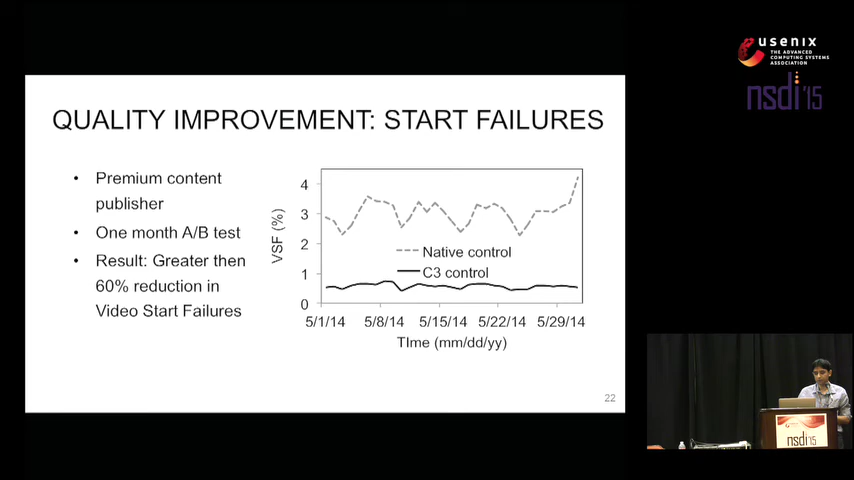 usenix
THE ADVANCED
COMPUTING SYSTEMS
ASSOCIATION
nsdi '15
QUALITY IMPROVEMENT: START FAILURES
• Premium content
publisher
• One month A/B test
• Result: Greater then
60% reduction in
Video Start Failures
VSF (%)
4
3
2
1
0
Native control
C3 control
5/1/14 5/8/14 5/15/14 5/22/14 5/29/14
TIme (mm/dd/yy)
22
nsdi'15